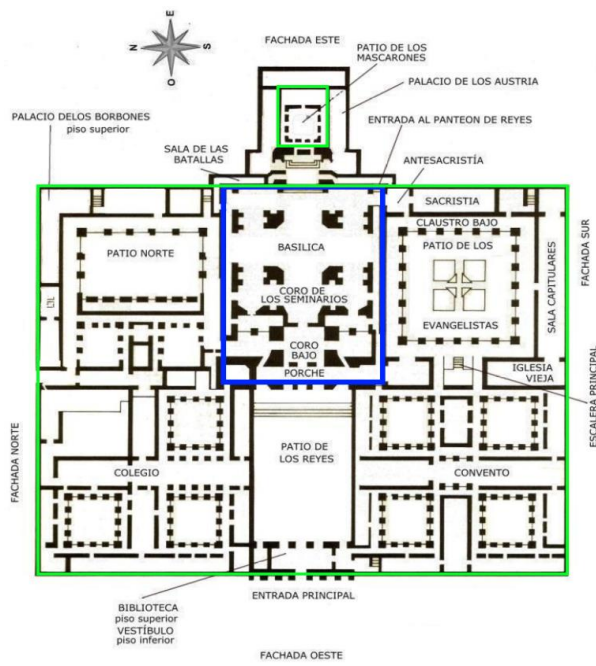 E
N
S
O
FACHADA ESTE
PATIO DE LOS
MASCARONES
PALACIO DE LOS AUSTRIA
PALACIO DELOS BORBONES
piso superior
ENTRADA AL PANTEON DE REYES
SALA DE LAS
BATALLAS
ANTESACRISTÍA
SACRISTIA
CLAUSTRO BAJO
PATIO NORTE
BASILICA
PATIO DE LOS
EVANGELISTAS
SALA CAPITULARES
FACHADA SUR
CORO DE
LOS SEMINARIOS
CORO
BAJO
PORCHE
IGLESIA
VIEJA
ESCALERA PRINCIPAL
FACHADA NORTE
PATIO DE
LOS REYES
COLEGIO
CONVENTO
BIBLIOTECA
piso superior
VESTÍBULO
piso inferior
ENTRADA PRINCIPAL
FACHADA OESTE